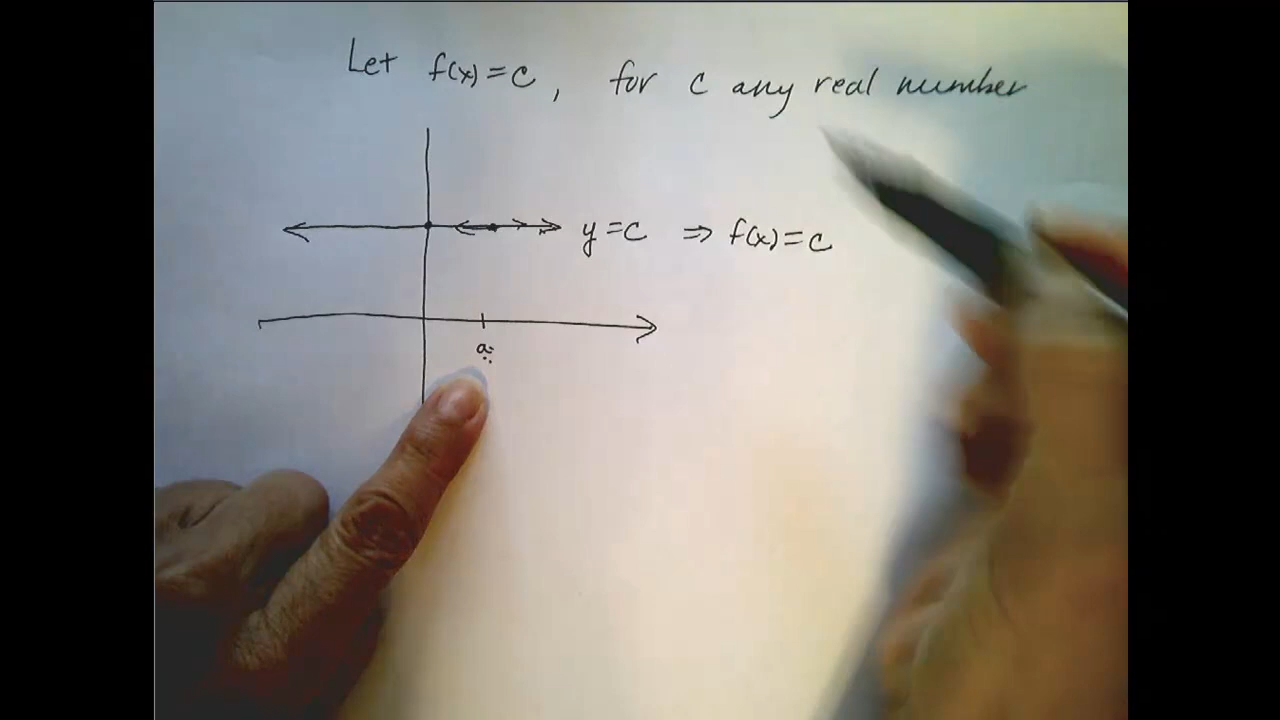 Let f(x)=c, for c any real number
y=c ⇒ f(x)=c
a